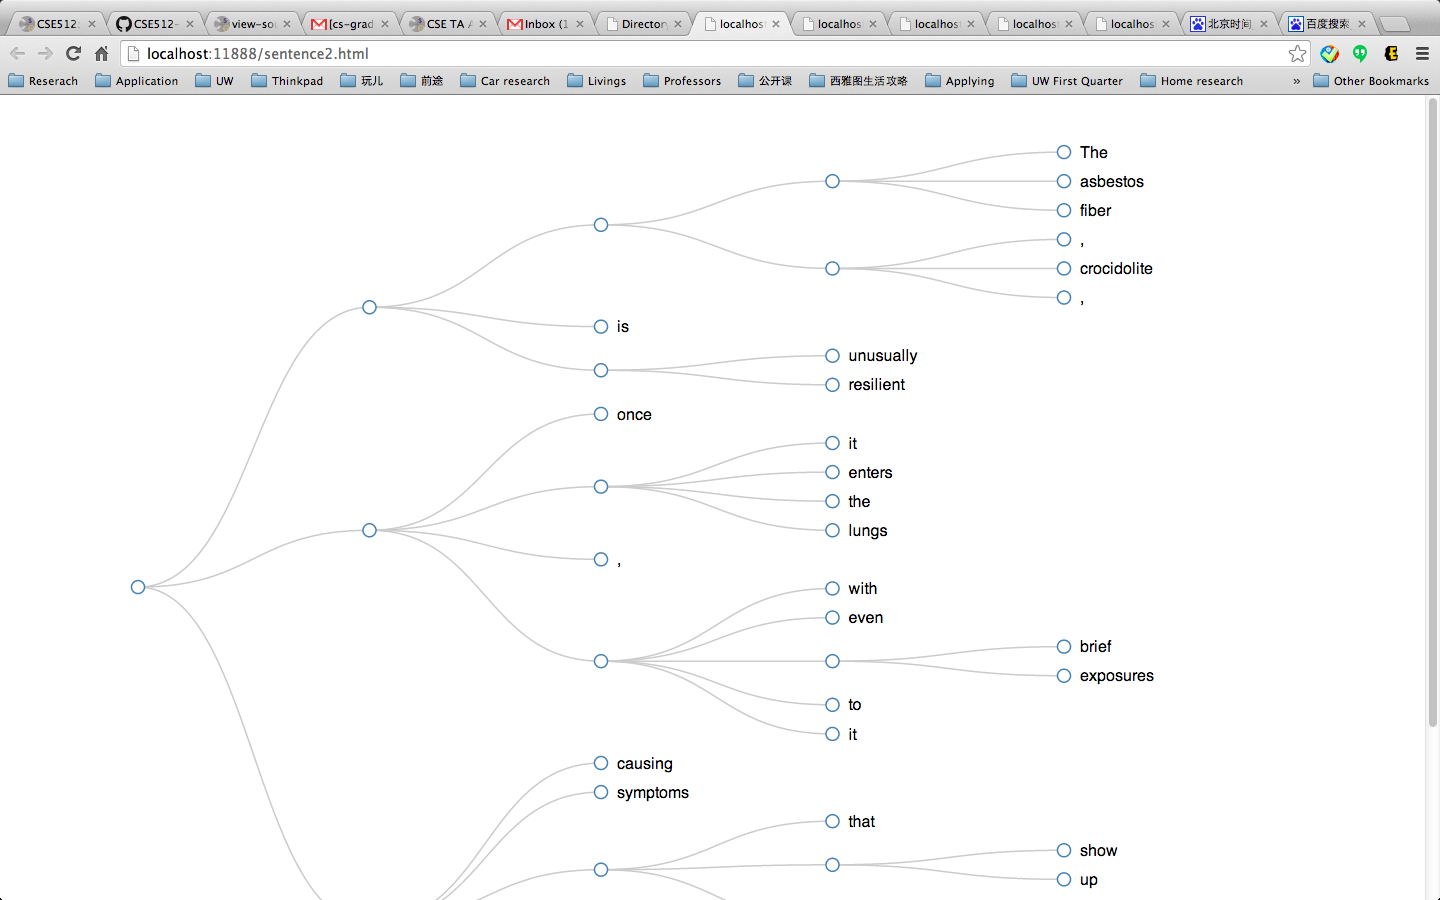 CSE512: CSE512- view-sou [cs-grad CSE TA A Inbox (1 Directory localhos localhos localhos localhos localhos 北京时间_ 百度搜索_
localhost:11888/sentence2.html
Reserach Application UW Thinkpad 玩儿 前途 Car research Livings Professors 公开课 西雅图生活攻略 Applying UW First Quarter Home research » Other Bookmarks
The
asbestos
fiber
,
crocidolite
,
is
unusually
resilient
once
it
enters
the
lungs
,
with
even
brief
exposures
to
it
causing
symptoms
that
show
up